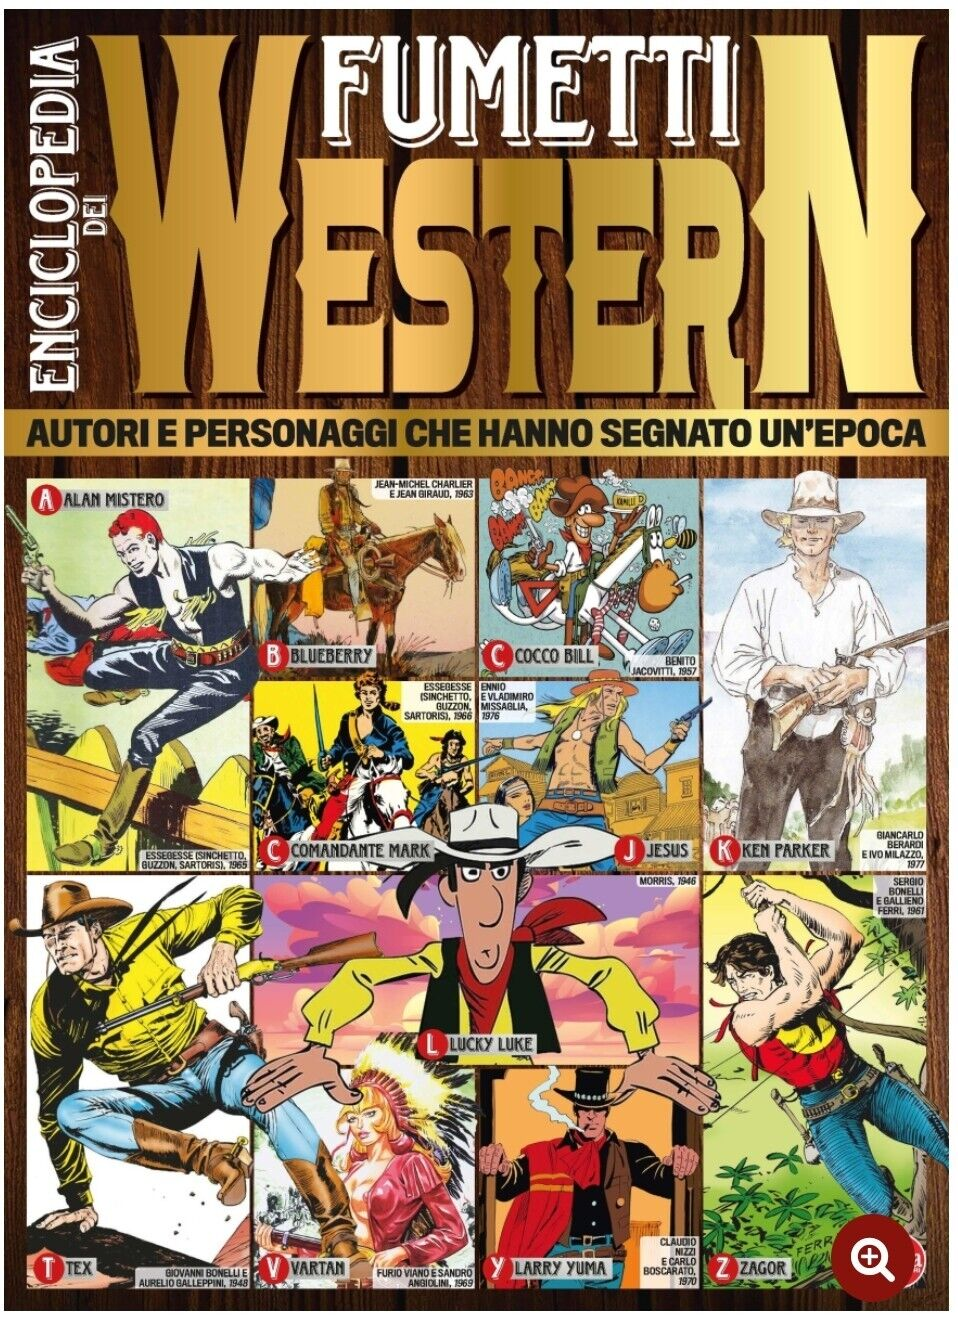 ENCICLOPEDIA
DEI
FUMETTI
WESTERN
AUTORI E PERSONAGGI CHE HANNO SEGNATO UN'EPOCA
A ALAN MISTERO
ESSEGESSE (SINCHETTO,
GUZZON, SARTORIS), 1965
JEAN-MICHEL CHARLIER
E JEAN GIRAUD, 1963
B BLUEBERRY
BANG!
KAMILLE
C COCCO BILL
BENITO
JACOVITTI, 1957
ESSEGESSE
(SINCHETTO,
GUZZON,
SARTORIS), 1966
C COMANDANTE MARK
ENNIO
E VLADIMIRO
MISSAGLIA,
1976
J JESUS
K KEN PARKER
GIANCARLO
BERARDI
E IVO MILAZZO,
1977
MORRIS, 1946
L LUCKY LUKE
SERGIO
BONELLI
E GALLIENO
FERRI, 1961
T TEX
GIOVANNI BONELLI E
AURELIO GALLEPPINI, 1948
V VARTAN
FURIO VIANO E SANDRO
ANGIOLINI, 1969
Y LARRY YUMA
CLAUDIO
NIZZI
E CARLO
BOSCARATO,
1970
Z ZAGOR